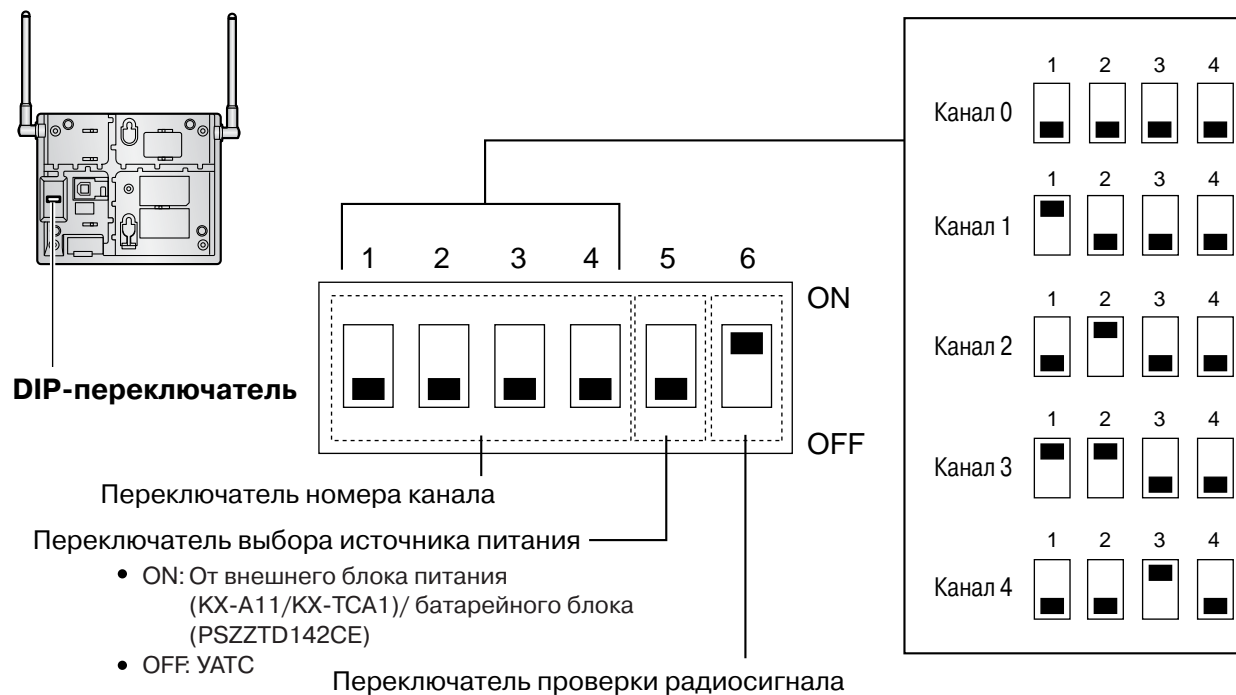 DIP-переключатель
1 2 3 4 5 6
ON
OFF
Переключатель номера канала
Переключатель выбора источника питания
• ON: От внешнего блока питания
(KX-A11/KX-TCA1)/ батарейного блока
(PSZZTD142CE)
• OFF: УАТС
Переключатель проверки радиосигнала
1 2 3 4
Канал 0
1 2 3 4
Канал 1
1 2 3 4
Канал 2
1 2 3 4
Канал 3
1 2 3 4
Канал 4